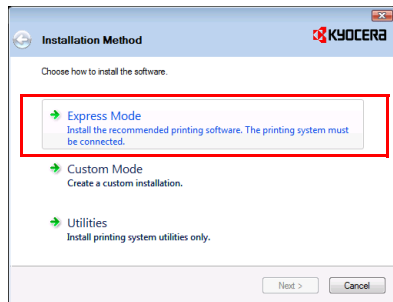 Installation Method
KYOCERA
Choose how to install the software.
Express Mode
Install the recommended printing software. The printing system must
be connected.
Custom Mode
Create a custom installation.
Utilities
Install printing system utilities only.
Next >
Cancel